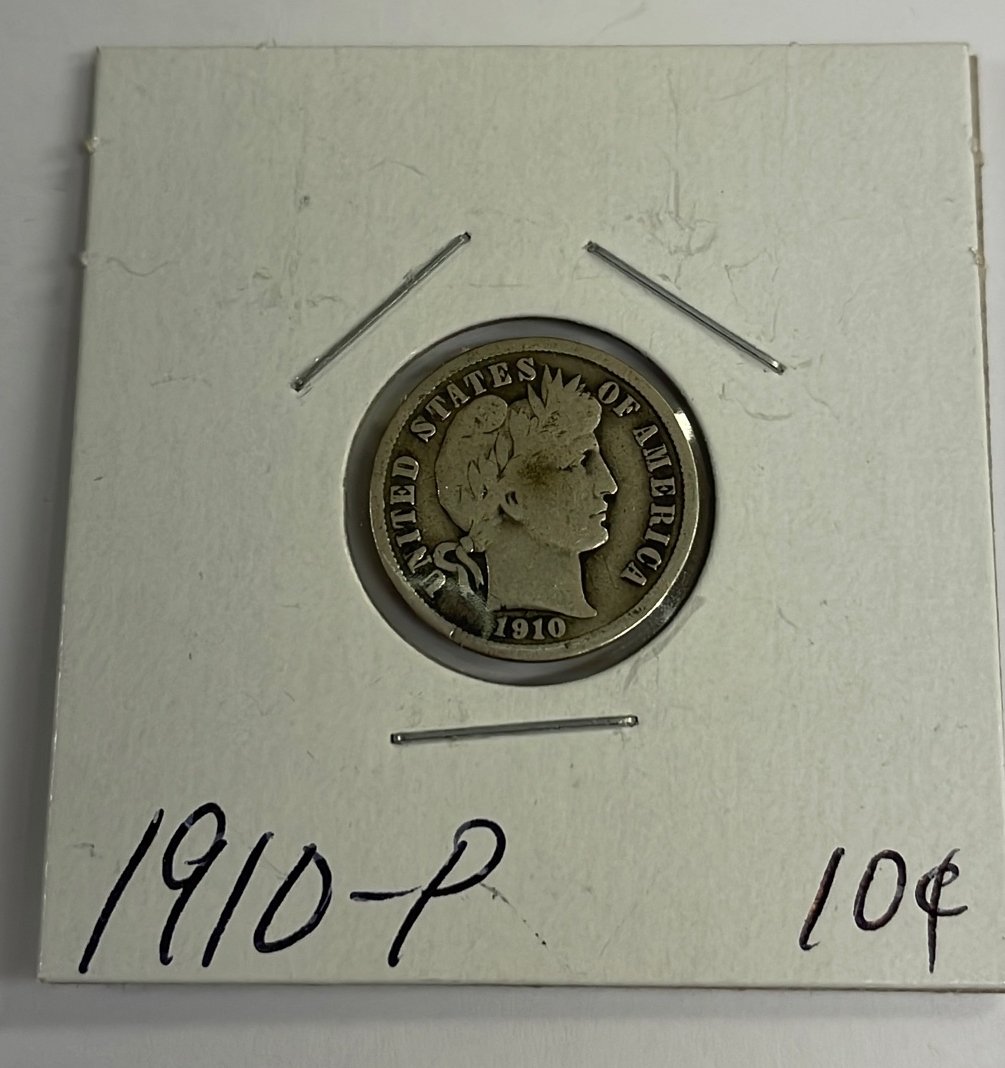 UNITED STATES OF AMERICA
1910
1910-P 10¢